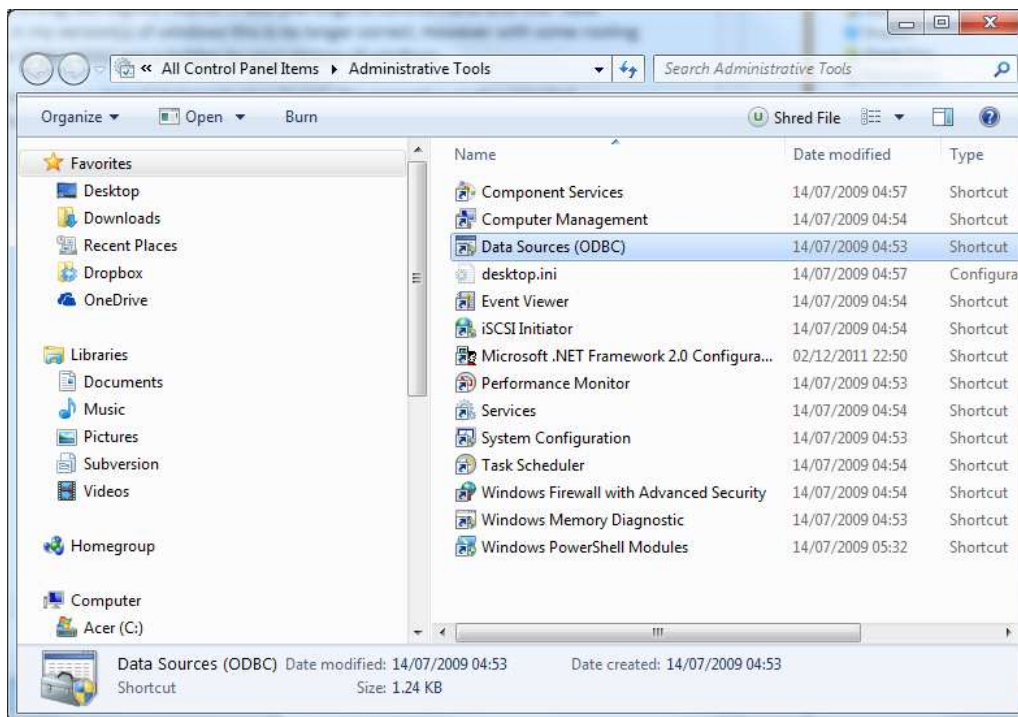 « All Control Panel Items ▸ Administrative Tools
Search Administrative Tools
Organize Open Burn Shred File
Favorites
Desktop
Downloads
Recent Places
Dropbox
OneDrive
Libraries
Documents
Music
Pictures
Subversion
Videos
Homegroup
Computer
Acer (C:)
Name Date modified Type
Component Services 14/07/2009 04:57 Shortcut
Computer Management 14/07/2009 04:54 Shortcut
Data Sources (ODBC) 14/07/2009 04:53 Shortcut
desktop.ini 14/07/2009 04:57 Configura
Event Viewer 14/07/2009 04:54 Shortcut
iSCSI Initiator 14/07/2009 04:54 Shortcut
Microsoft .NET Framework 2.0 Configura... 02/12/2011 22:50 Shortcut
Performance Monitor 14/07/2009 04:53 Shortcut
Services 14/07/2009 04:54 Shortcut
System Configuration 14/07/2009 04:53 Shortcut
Task Scheduler 14/07/2009 04:54 Shortcut
Windows Firewall with Advanced Security 14/07/2009 04:54 Shortcut
Windows Memory Diagnostic 14/07/2009 04:53 Shortcut
Windows PowerShell Modules 14/07/2009 05:32 Shortcut
Data Sources (ODBC) Date modified: 14/07/2009 04:53 Date created: 14/07/2009 04:53
Shortcut Size: 1.24 KB